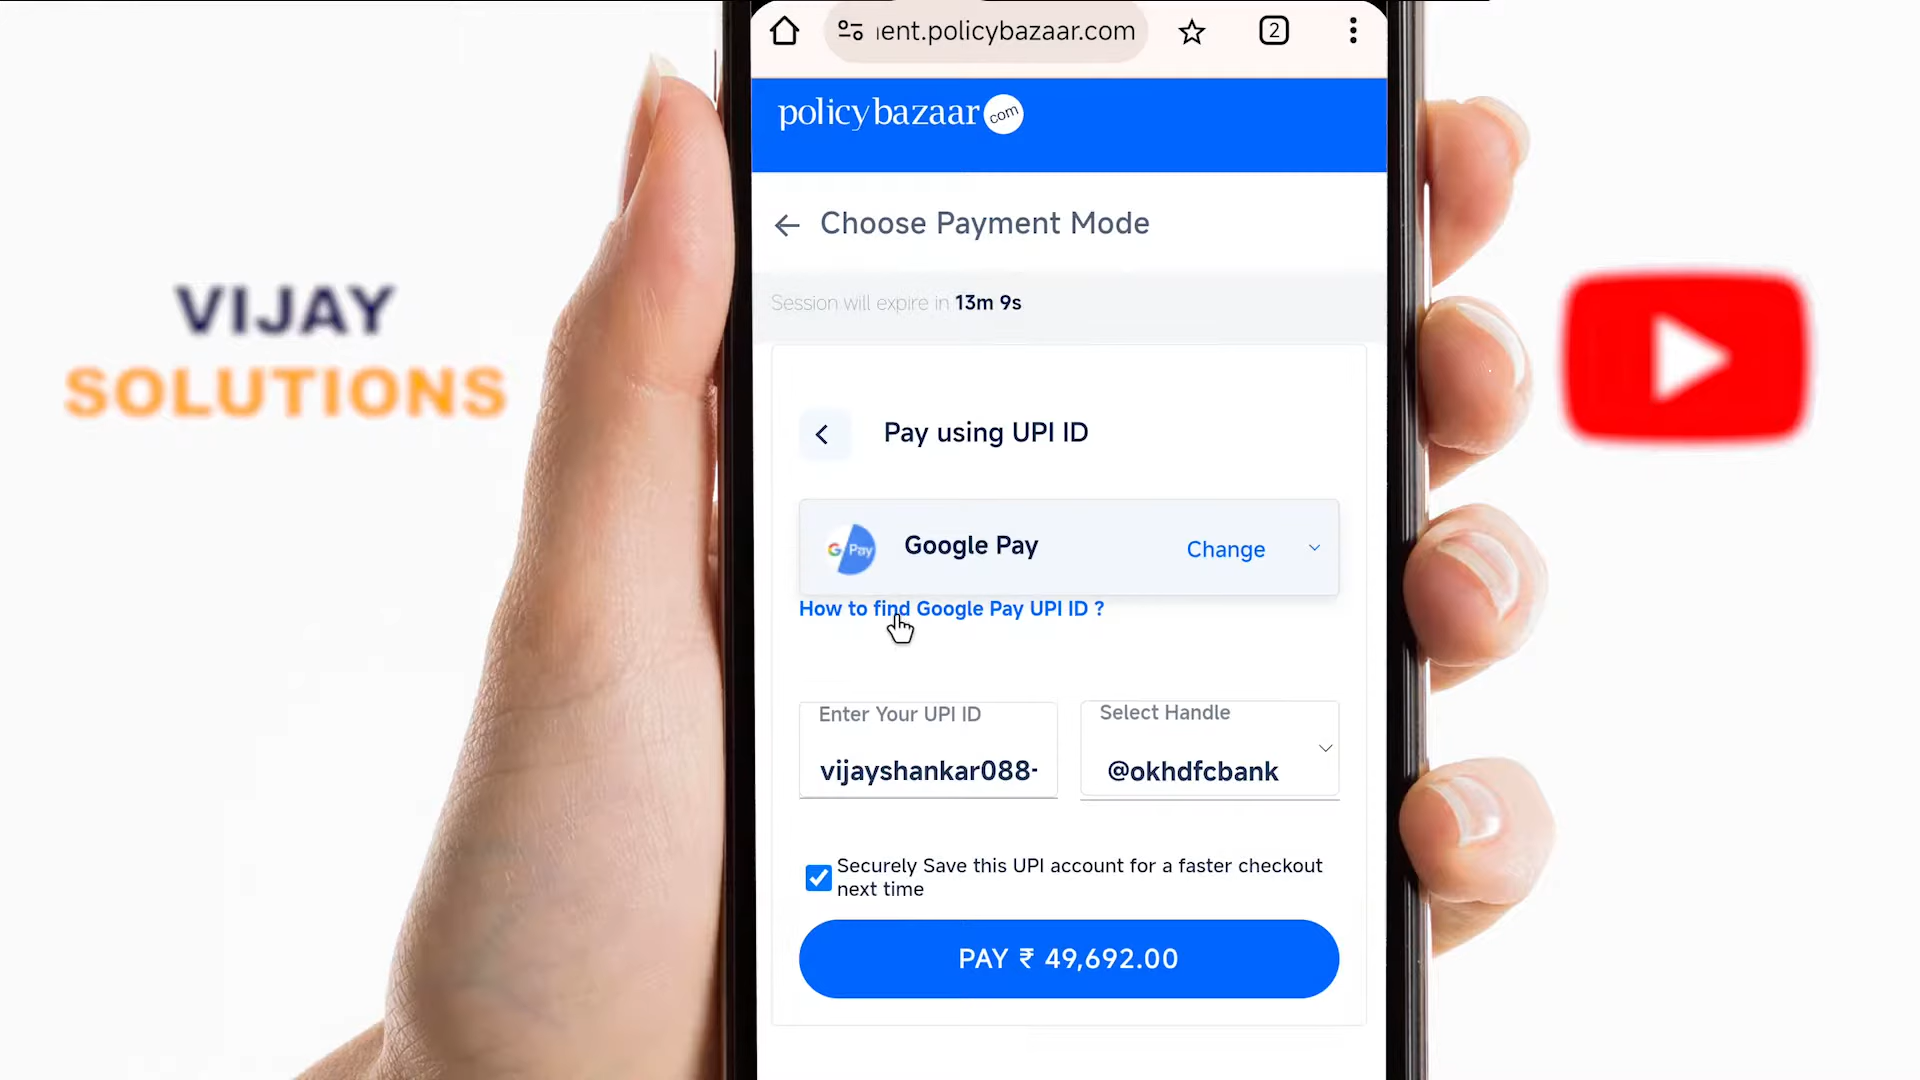 2
ent.policybazaar.com
policybazaar com
Choose Payment Mode
Session will expire in 13m 9s
VIJAY
SOLUTIONS
Pay using UPI ID
G Pay
Google Pay
Change
How to find Google Pay UPI ID ?
Enter Your UPI ID
vijayshankar088-
Select Handle
@okhdfcbank
Securely Save this UPI account for a faster checkout
next time
PAY ₹ 49,692.00